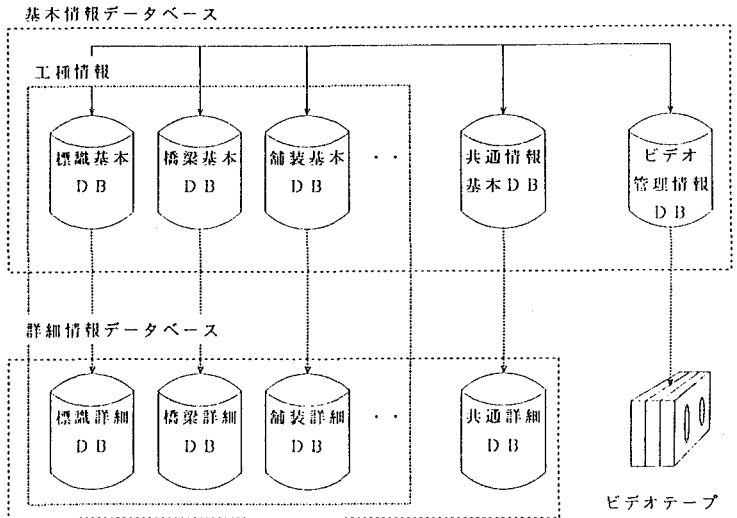 基本情報データベース
工種情報
標識基本
DB
橋梁基本
DB
舗装基本
DB
・・
共通情報
基本DB
ビデオ
管理情報
DB
詳細情報データベース
標識詳細
DB
橋梁詳細
DB
舗装詳細
DB
・・
共通詳細
DB
ビデオテープ